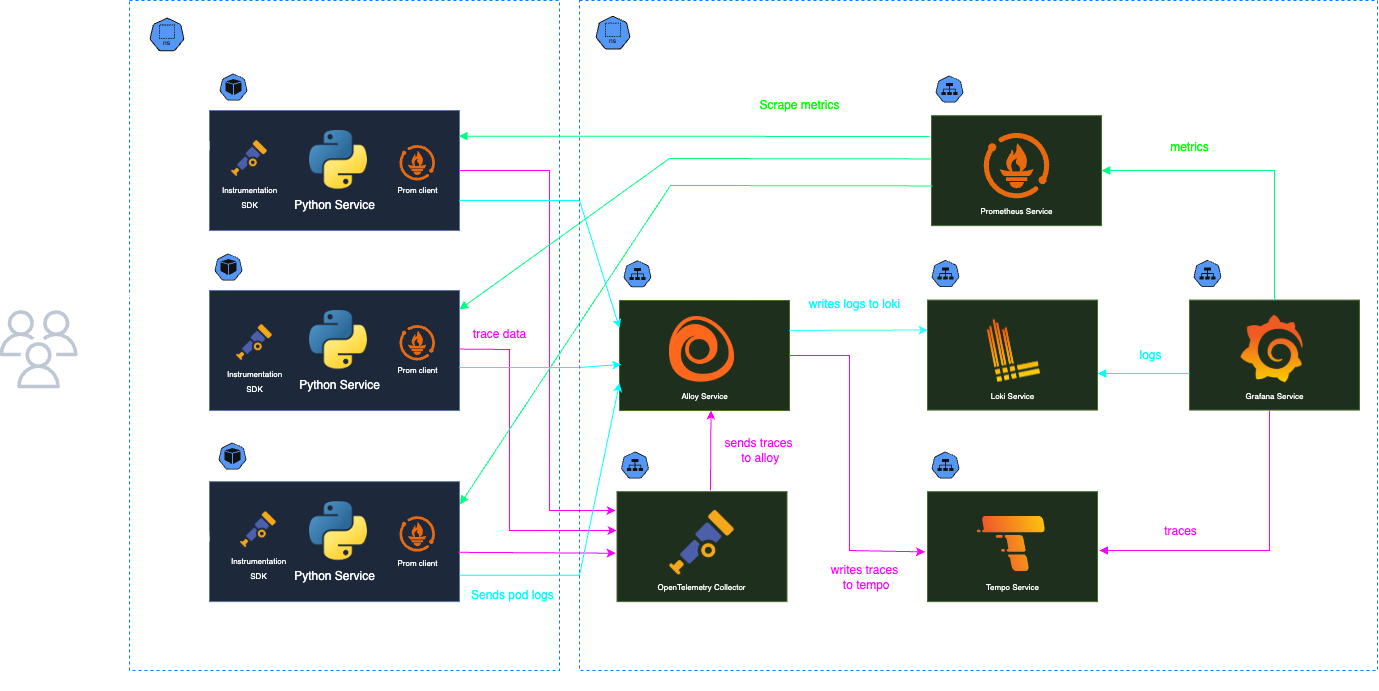 ns
ns
Scrape metrics
metrics
Instrumentation
SDK
Python Service
Prom client
Prometheus Service
trace data
Instrumentation
SDK
Python Service
Prom client
writes logs to loki
logs
Alloy Service
Loki Service
Grafana Service
sends traces
to alloy
Instrumentation
SDK
Python Service
Prom client
Sends pod logs
OpenTelemetry Collector
writes traces
to tempo
Tempo Service
traces